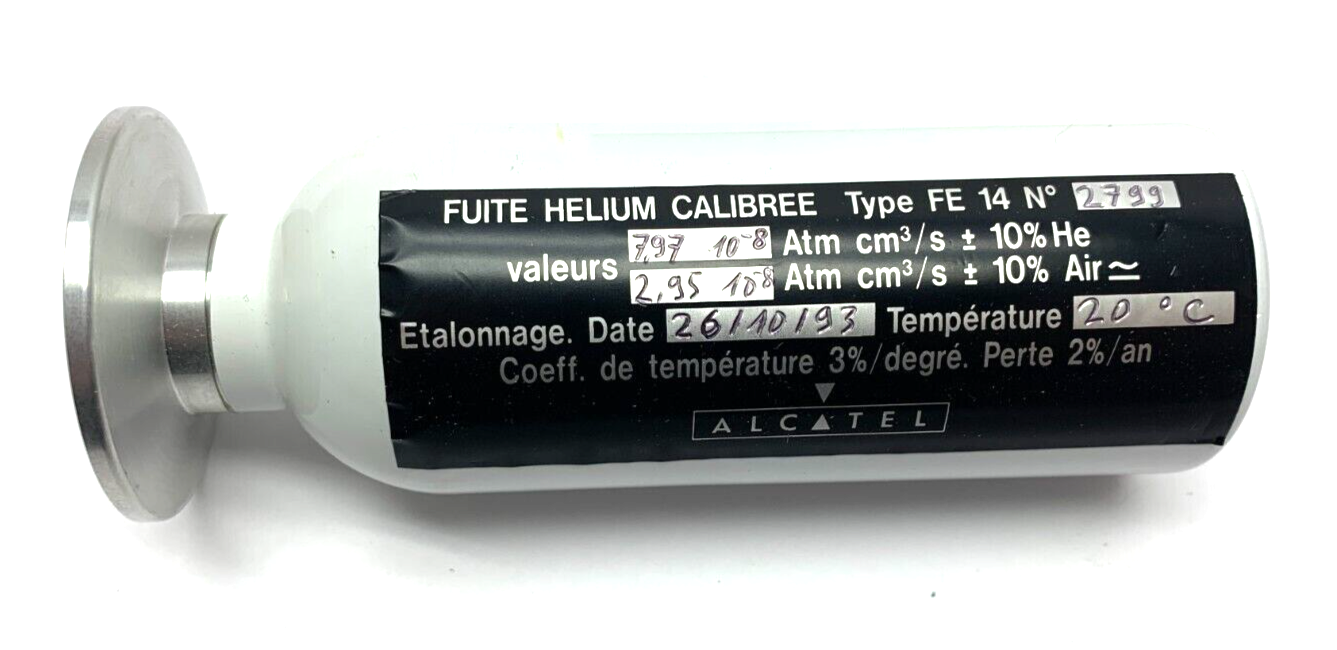 FUITE HELIUM CALIBREE Type FE 14 N° 2799
valeurs 7,97 10-8 Atm cm³/s ± 10% He
2,95 10-8 Atm cm³/s ± 10% Air ≃
Etalonnage. Date 26/10/93 Température 20 °C
Coeff. de température 3%/degré. Perte 2%/an
ALCATEL